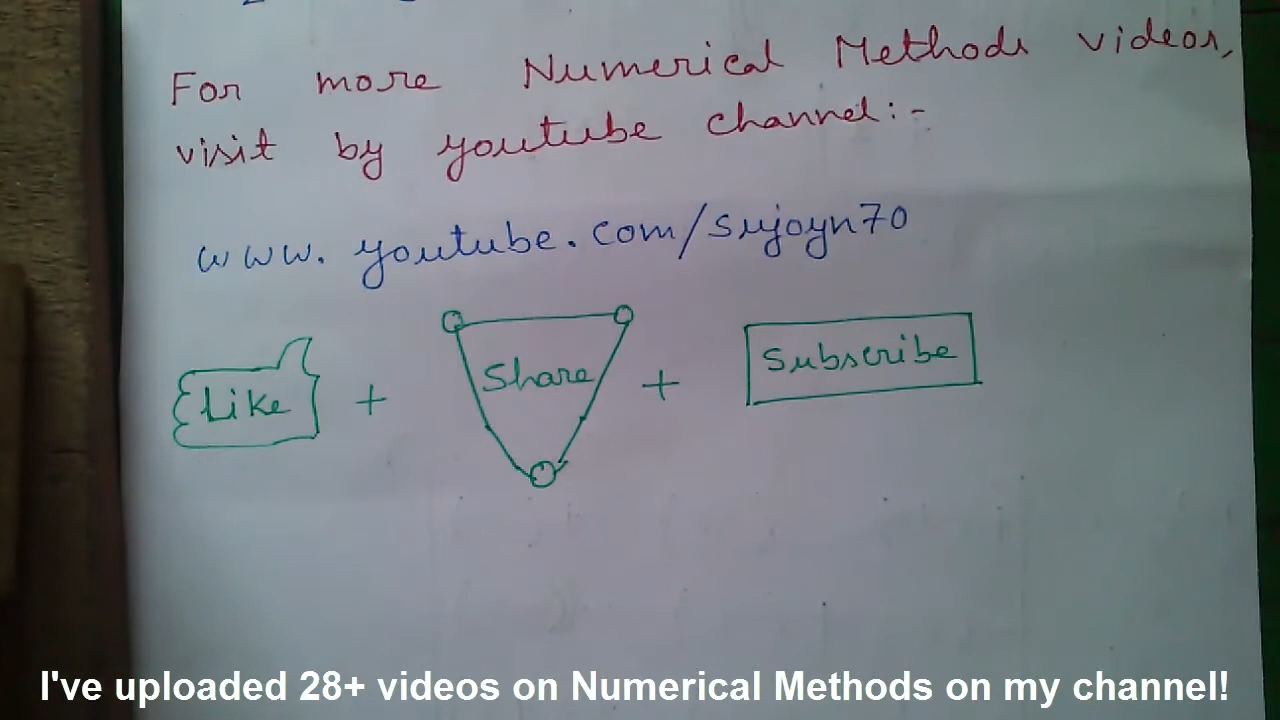 For more Numerical Methods videos,
visit by youtube channel:-
www.youtube.com/sujoyn70
Like + Share + Subscribe
I've uploaded 28+ videos on Numerical Methods on my channel!